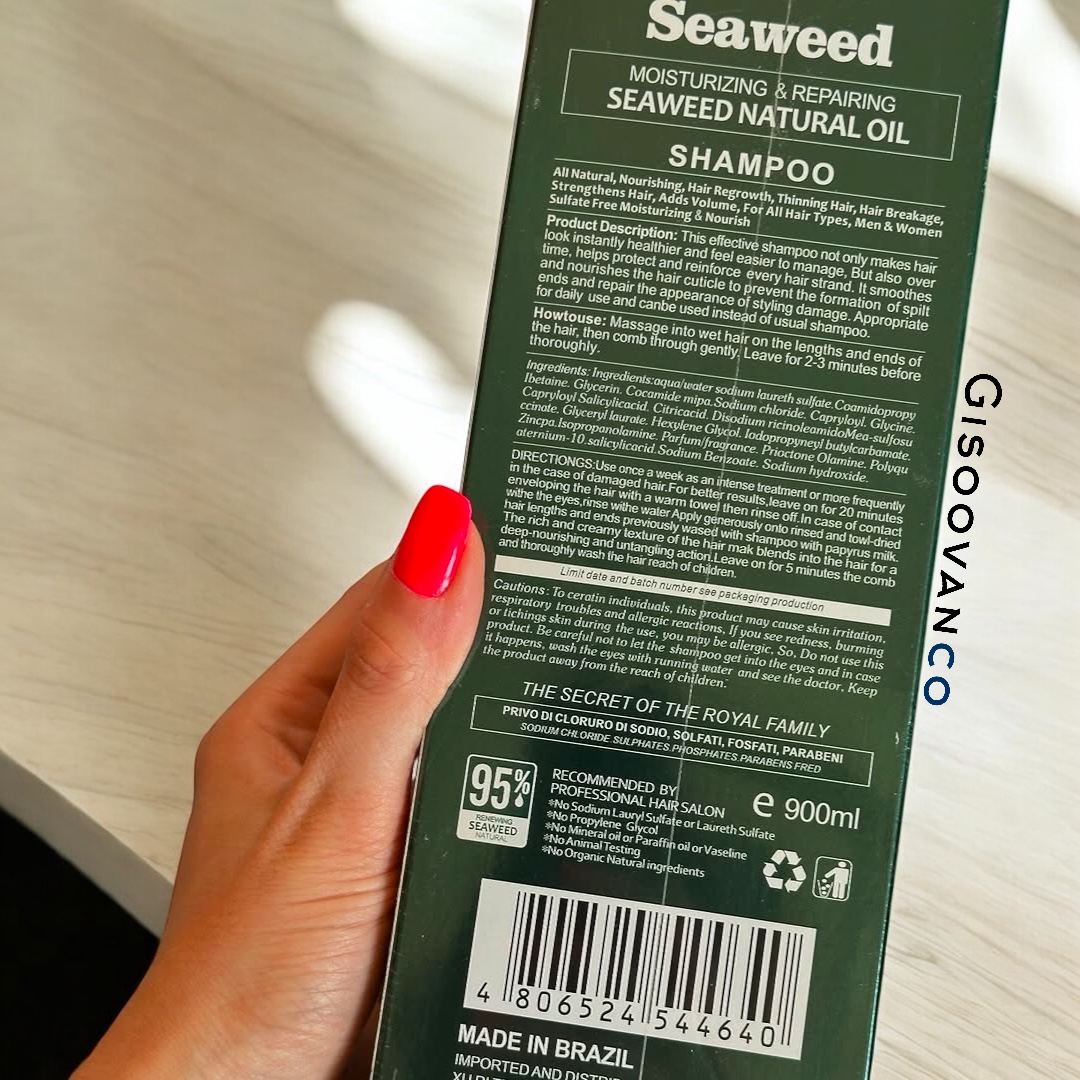 Seaweed
MOISTURIZING & REPAIRING
SEAWEED NATURAL OIL
SHAMPOO
All Natural, Nourishing, Hair Regrowth, Thinning Hair, Hair Breakage,
Strengthens Hair, Adds Volume, For All Hair Types, Men & Women
Sulfate Free Moisturizing & Nourish
Product Description: This effective shampoo not only makes hair
look instantly healthier and feel easier to manage, But also over
time, helps protect and reinforce every hair strand. It smoothes
and nourishes the hair cuticle to prevent the formation of spilt
ends and repair the appearance of styling damage. Appropriate
for daily use and canbe used instead of usual shampoo.
Howtouse: Massage into wet hair on the lengths and ends of
the hair, then comb through gently. Leave for 2-3 minutes before
thoroughly.
Ingredients: Ingredients:aqua/water sodium laureth sulfate.Coamidopropy
Ibetaine. Glycerin. Cocamide mipa.Sodium chloride. Capryloyl. Glycine.
Capryloyl Salicylicacid. Citricacid. Disodium ricinoleamidoMea-sulfosu
ccinate. Glyceryl laurate. Hexylene Glycol. Iodopropyneyl butylcarbamate.
Zincpa.Isopropanolamine. Parfum/fragrance. Prioctone Olamine. Polyqu
aternium-10.salicylicacid.Sodium Benzoate. Sodium hydroxide.
DIRECTIONGS:Use once a week as an intense treatment or more frequently
in the case of damaged hair.For better results,leave on for 20 minutes
enveloping the hair with a warm towel then rinse off.In case of contact
withe the eyes,rinse withe water.Apply generously onto rinsed and towl-dried
hair lengths and ends previously wased with shampoo with papyrus milk.
The rich and creamy texture of the hair mak blends into the hair for a
deep-nourishing and untangling action.Leave on for 5 minutes the comb
and thoroughly wash the hair reach of children.
Limit date and batch number see packaging production
Cautions: To ceratin individuals, this product may cause skin irritation,
respiratory troubles and allergic reactions, If you see redness, burming
or tichings skin during the use, you may be allergic, So, Do not use this
product. Be careful not to let the shampoo get into the eyes and in case
it happens, wash the eyes with running water and see the doctor, Keep
the product away from the reach of children.
THE SECRET OF THE ROYAL FAMILY
PRIVO DI CLORURO DI SODIO, SOLFATI, FOSFATI, PARABENI
SODIUM CHLORIDE.SULPHATES.PHOSPHATES.PARABENS FRED
95%
RENEWING
SEAWEED
NATURAL
RECOMMENDED BY
PROFESSIONAL HAIR SALON
*No Sodium Lauryl Sulfate or Laureth Sulfate
*No Propylene Glycol
*No Mineral oil or Paraffin oil or Vaseline
*No Animal Testing
*No Organic Natural ingredients
e 900ml
4 806524 544640
MADE IN BRAZIL
GISOOVANCO